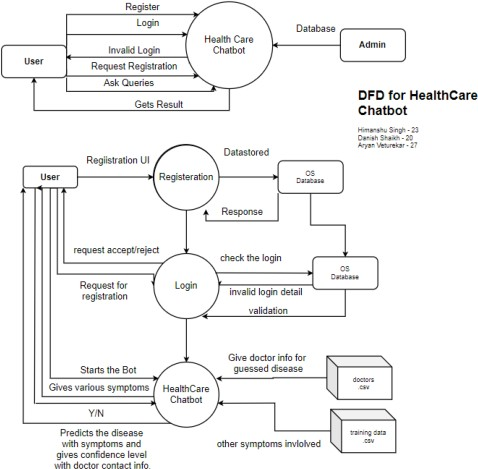 Register
Login
Invalid Login
Request Registration
Ask Queries
Gets Result
User
Health Care
Chatbot
Database
Admin
DFD for HealthCare
Chatbot
Himanshu Singh - 23
Danish Shaikh - 20
Aryan Veturekar - 27
User
Regiistration UI
Registeration
Datastored
OS
Database
Response
request accept/reject
Request for
registration
Login
check the login
invalid login detail
validation
OS
Database
Starts the Bot
Gives various symptoms
Y/N
Predicts the disease
with symptoms and
gives confidence level
with doctor contact info.
HealthCare
Chatbot
Give doctor info for
guessed disease
doctors
.csv
other symptoms invlolved
training data
.csv